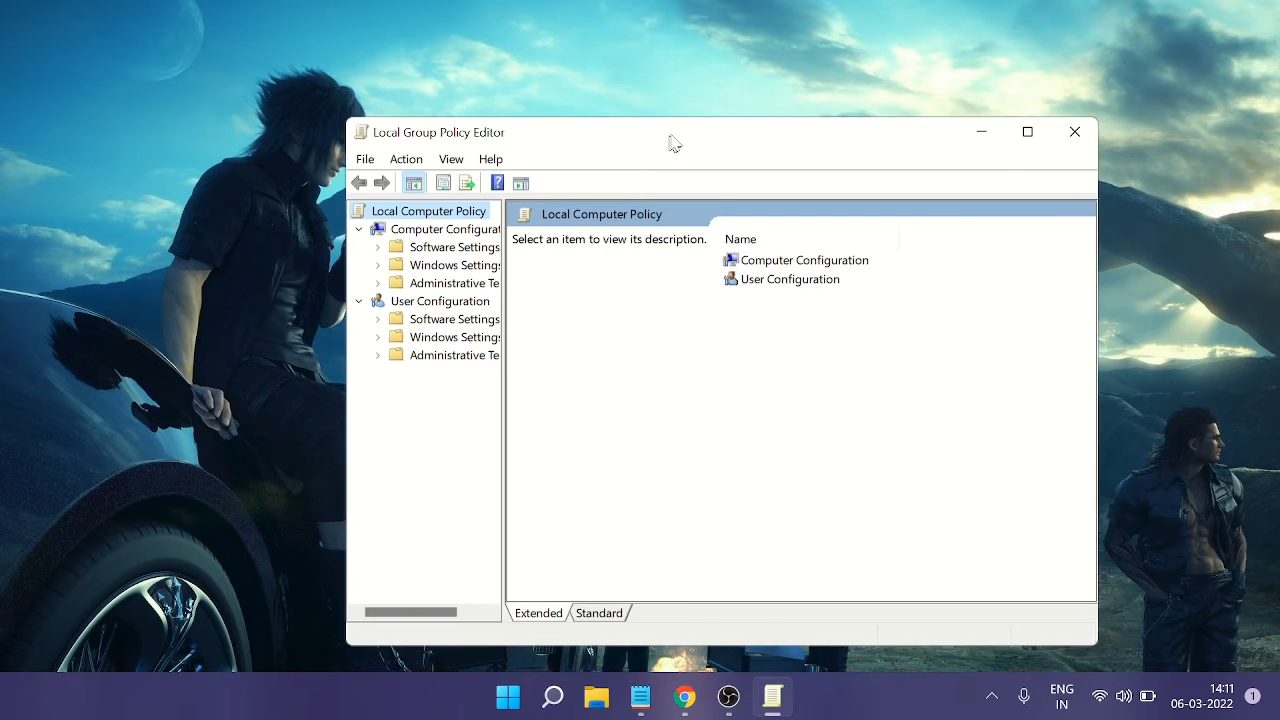 Local Group Policy Editor
File Action View Help
Local Computer Policy
Computer Configurat
Software Settings
Windows Settings
Administrative Te
User Configuration
Software Settings
Windows Settings
Administrative Te
Local Computer Policy
Select an item to view its description.
Name
Computer Configuration
User Configuration
Extended Standard
ENG
IN
14:11
06-03-2022
1